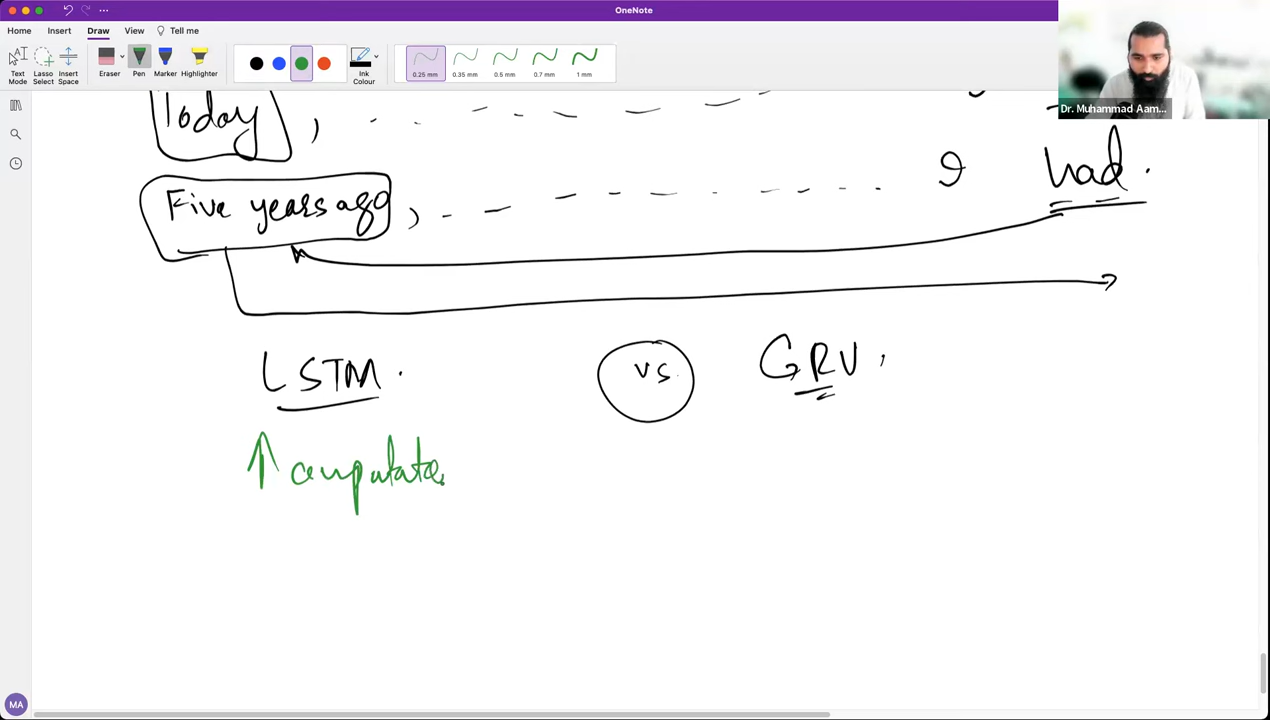 OneNote
Home Insert Draw View Tell me
Text Mode Lasso Select Insert Space Eraser Pen Marker Highlighter Ink Colour 0.25 mm 0.35 mm 0.5 mm 0.7 mm 1 mm
Dr. Muhammad Aam...
Today,
Five years ago, I had.
LSTM. vs GRU.
↑
MA